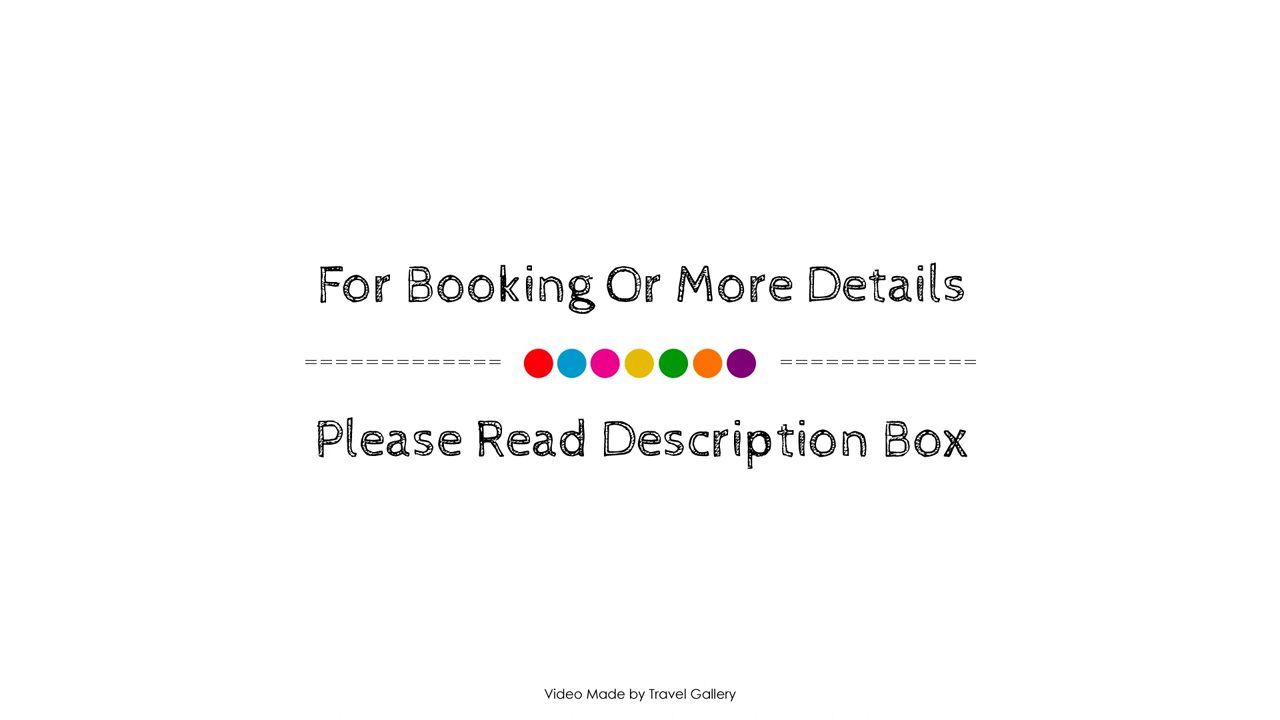 For Booking Or More Details
============= =============
Please Read Description Box
Video Made by Travel Gallery